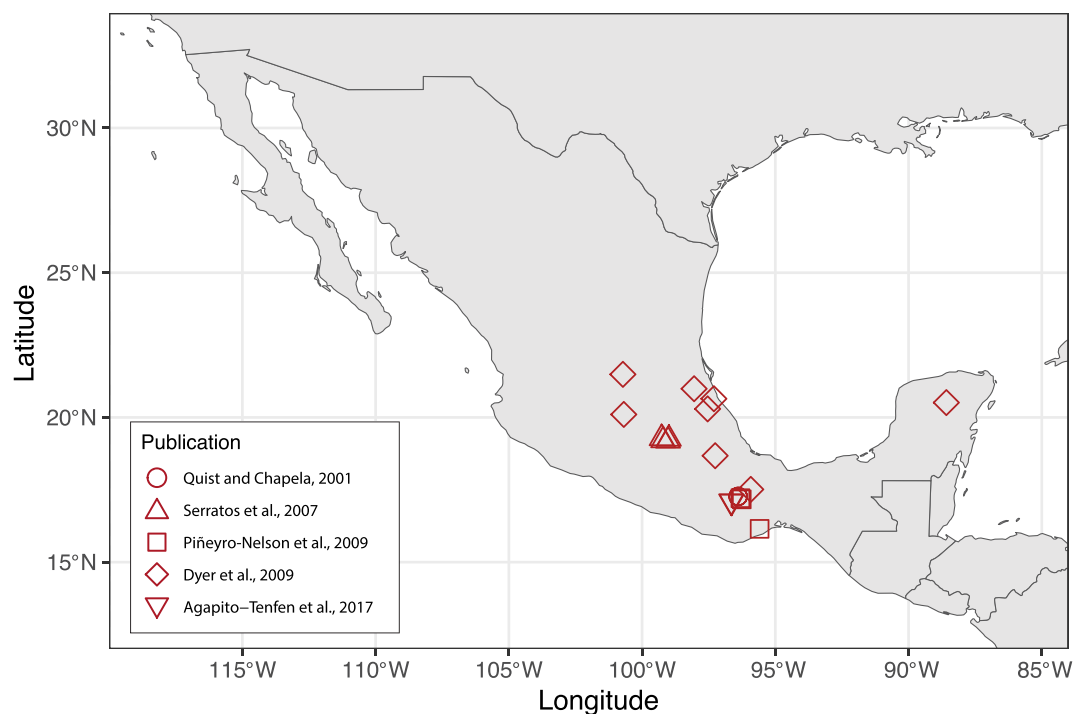 Latitude
30°N
25°N
20°N
15°N
Publication
Quist and Chapela, 2001
Serratos et al., 2007
Piñeyro-Nelson et al., 2009
Dyer et al., 2009
Agapito–Tenfen et al., 2017
115°W 110°W 105°W 100°W 95°W 90°W 85°W
Longitude